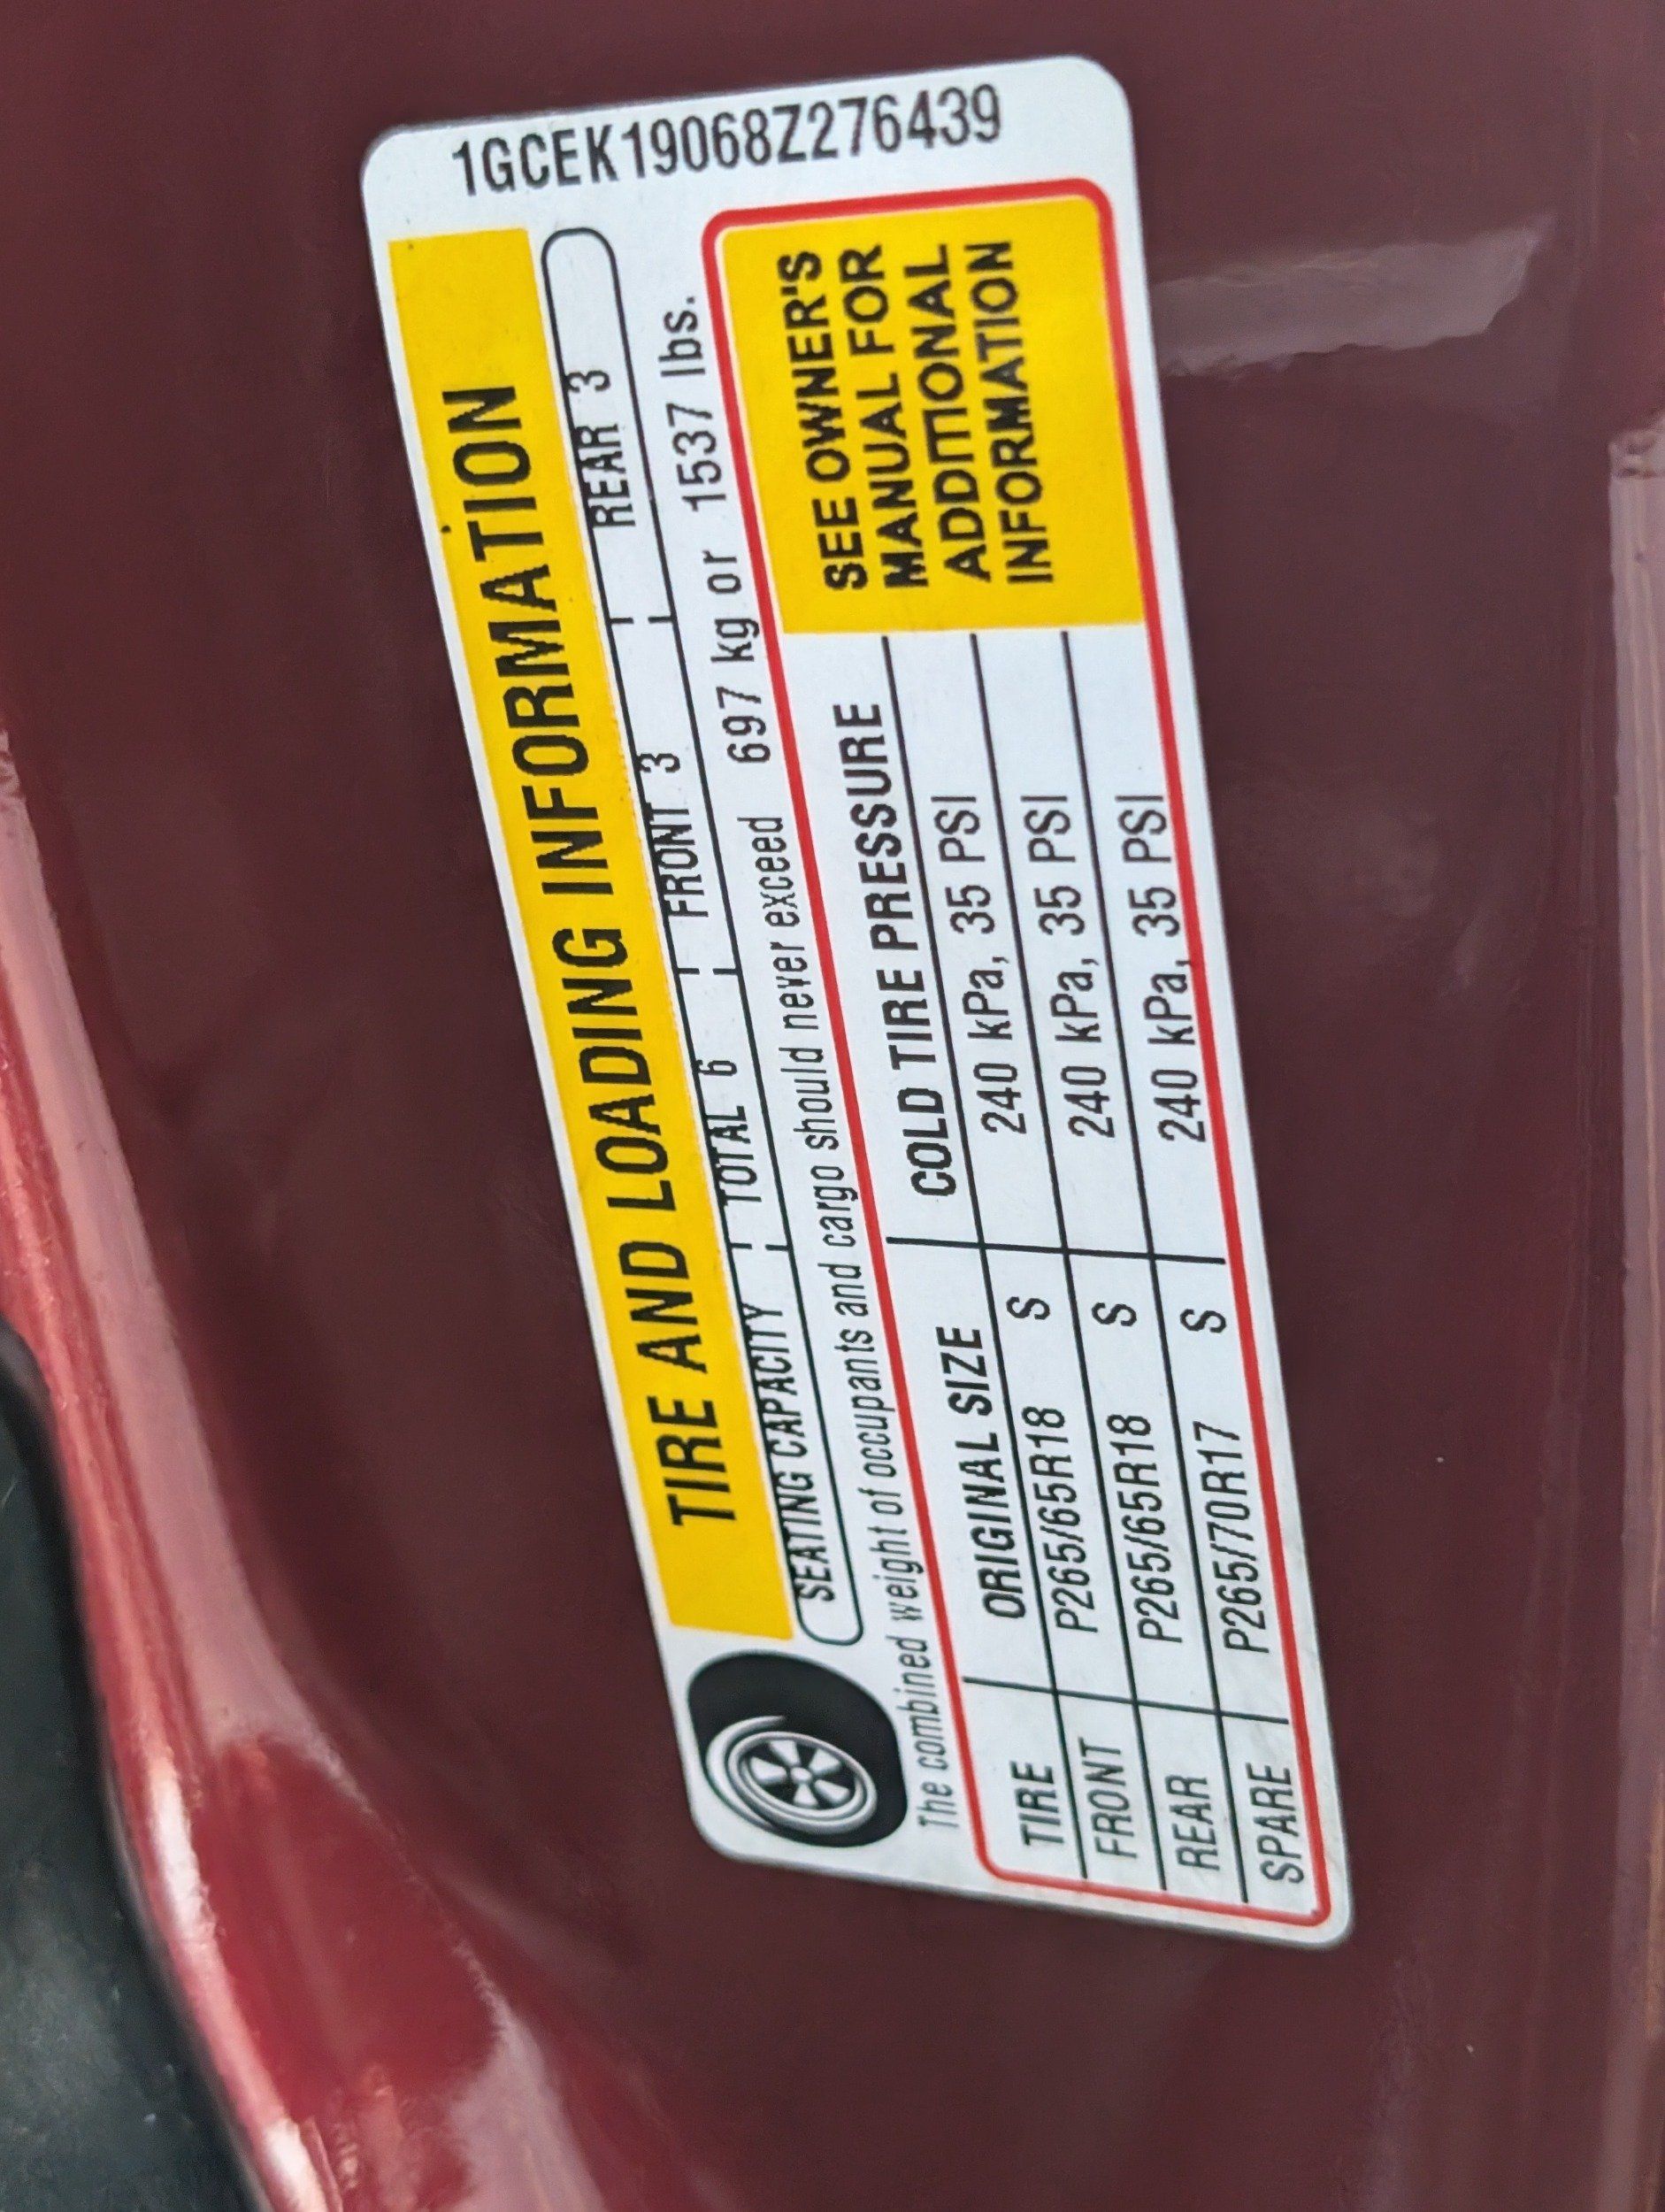 1GCEK19068Z276439
TIRE AND LOADING INFORMATION
SEATING CAPACITY TOTAL 6 FRONT 3 REAR 3
The combined weight of occupants and cargo should never exceed 697 kg or 1537 lbs.
TIRE ORIGINAL SIZE COLD TIRE PRESSURE
FRONT P265/65R18 S 240 kPa, 35 PSI
REAR P265/65R18 S 240 kPa, 35 PSI
SPARE P265/70R17 S 240 kPa, 35 PSI
SEE OWNER'S
MANUAL FOR
ADDITIONAL
INFORMATION